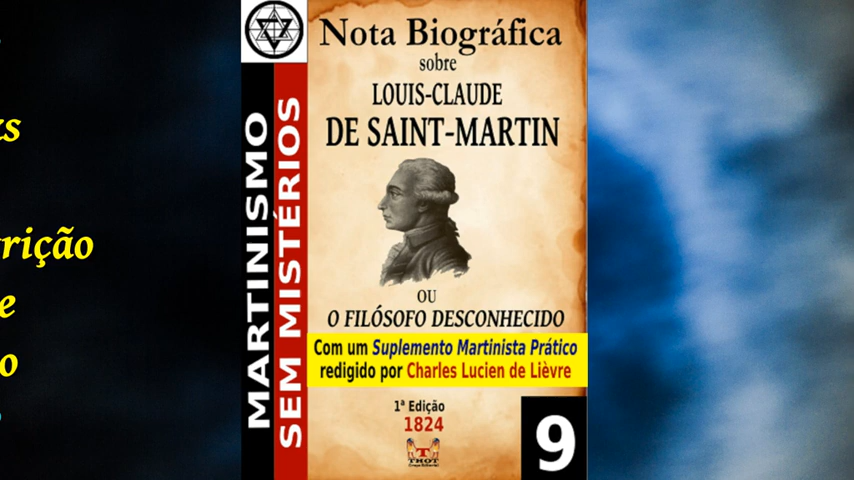 Nota Biográfica
sobre
LOUIS-CLAUDE
DE SAINT-MARTIN
OU
O FILÓSOFO DESCONHECIDO
Com um Suplemento Martinista Prático
redigido por Charles Lucien de Lièvre
1ª Edição
1824
THOT
9
MARTINISMO
SEM MISTÉRIOS